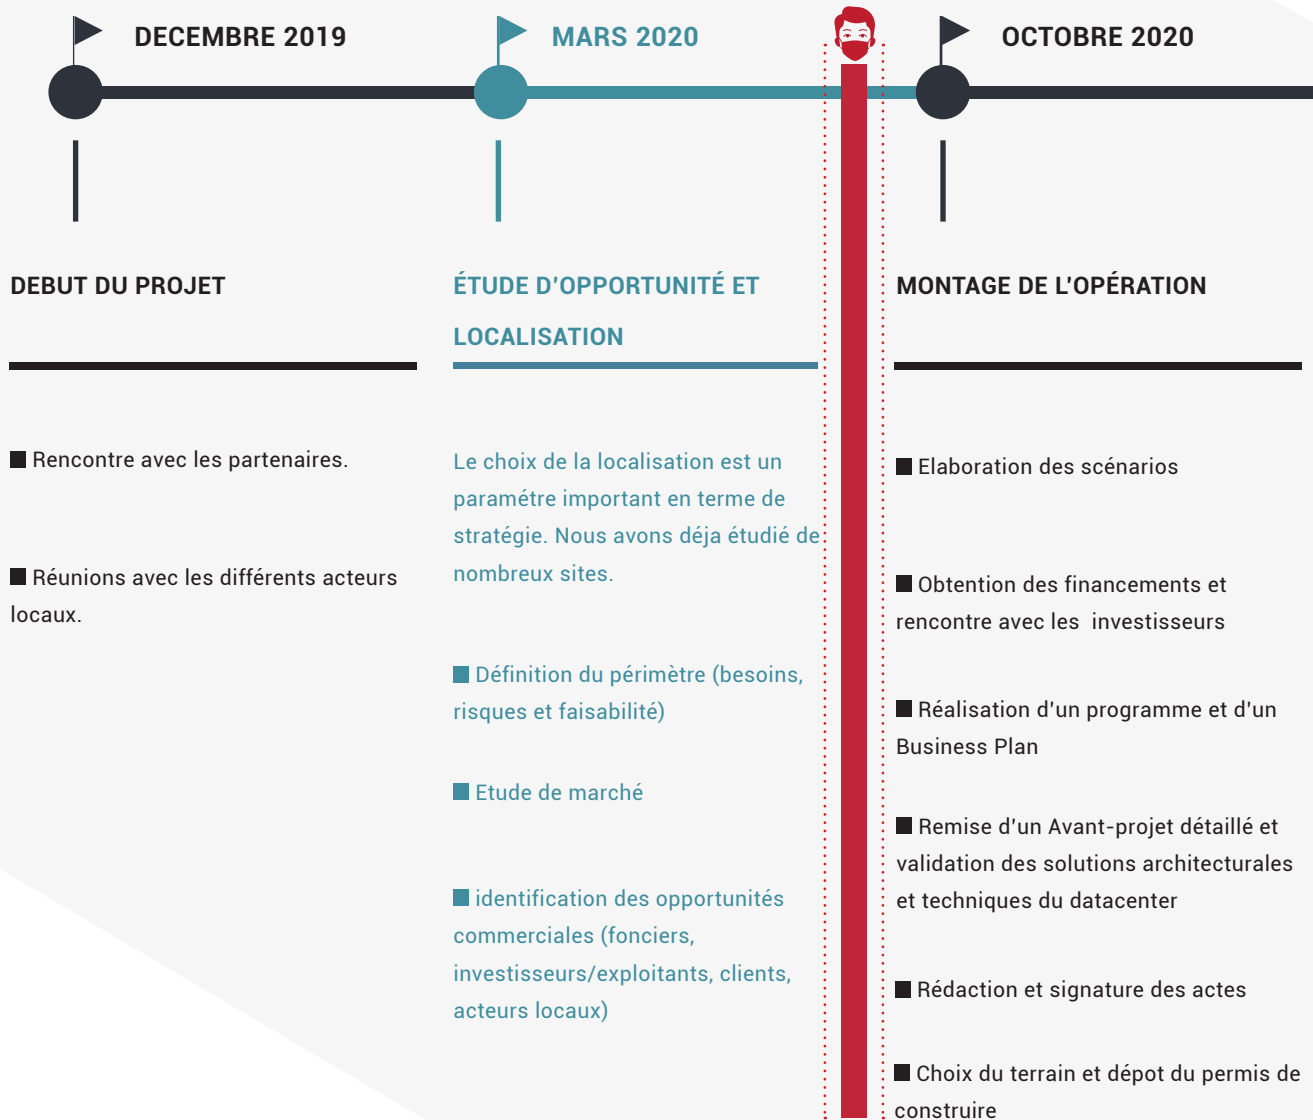 DECEMBRE 2019
MARS 2020
OCTOBRE 2020
DEBUT DU PROJET
Rencontre avec les partenaires.
Réunions avec les différents acteurs
locaux.
ÉTUDE D'OPPORTUNITÉ ET
LOCALISATION
Le choix de la localisation est un
paramétre important en terme de
stratégie. Nous avons déja étudié de
nombreux sites.
Définition du périmètre (besoins,
risques et faisabilité)
Etude de marché
identification des opportunités
commerciales (fonciers,
investisseurs/exploitants, clients,
acteurs locaux)
MONTAGE DE L'OPÉRATION
Elaboration des scénarios
Obtention des financements et
rencontre avec les  investisseurs
Réalisation d'un programme et d'un
Business Plan
Remise d'un Avant-projet détaillé et
validation des solutions architecturales
et techniques du datacenter
Rédaction et signature des actes
Choix du terrain et dépot du permis de
construire